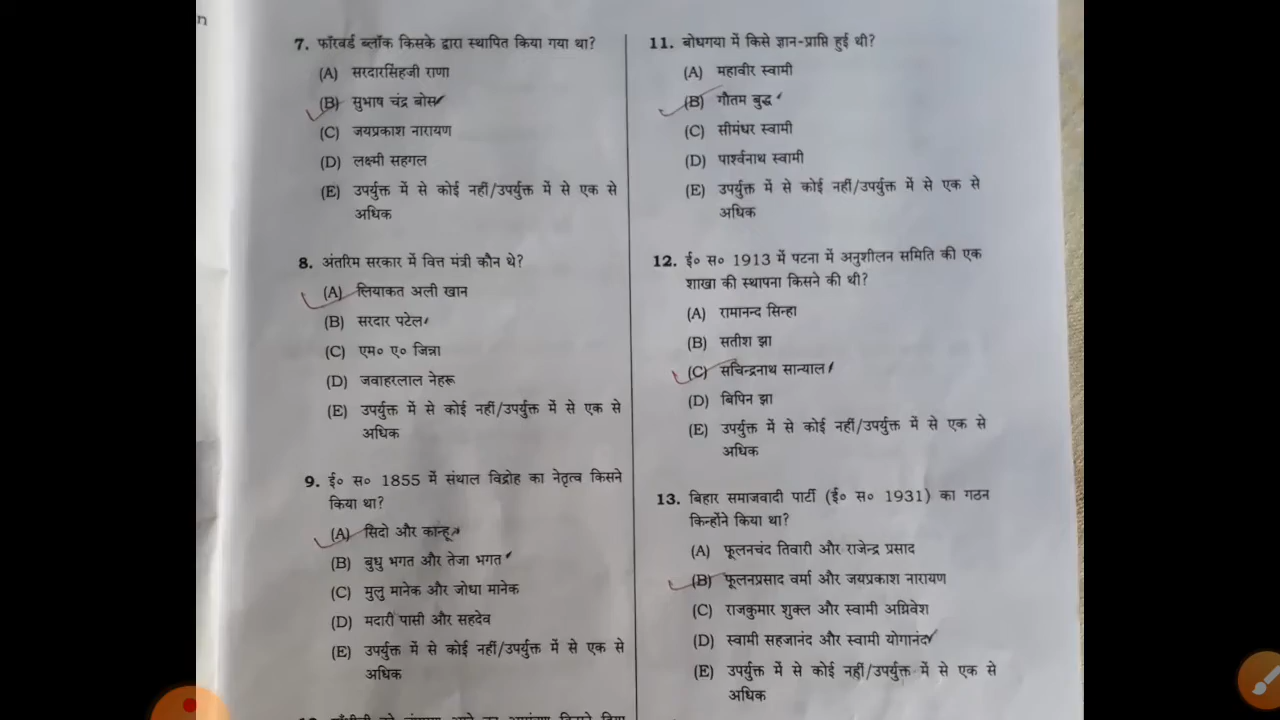 n
7. फॉरवर्ड ब्लॉक किसके द्वारा स्थापित किया गया था?
(A) सरदारसिंहजी राणा
(B) सुभाष चंद्र बोस
(C) जयप्रकाश नारायण
(D) लक्ष्मी सहगल
(E) उपर्युक्त में से कोई नहीं/उपर्युक्त में से एक से
अधिक
8. अंतरिम सरकार में वित्त मंत्री कौन थे?
(A) लियाकत अली खान
(B) सरदार पटेल
(C) एम० ए० जिन्ना
(D) जवाहरलाल नेहरू
(E) उपर्युक्त में से कोई नहीं/उपर्युक्त में से एक से
अधिक
9. ई० स० 1855 में संथाल विद्रोह का नेतृत्व किसने
किया था?
(A) सिदो और कान्हू
(B) बुधु भगत और तेजा भगत
(C) मुलु मानेक और जोधा मानेक
(D) मदारी पासी और सहदेव
(E) उपर्युक्त में से कोई नहीं/उपर्युक्त में से एक से
अधिक
11. बोधगया में किसे ज्ञान-प्राप्ति हुई थी?
(A) महावीर स्वामी
(B) गौतम बुद्ध
(C) सीमंधर स्वामी
(D) पार्श्वनाथ स्वामी
(E) उपर्युक्त में से कोई नहीं/उपर्युक्त में से एक से
अधिक
12. ई० स० 1913 में पटना में अनुशीलन समिति की एक
शाखा की स्थापना किसने की थी?
(A) रामानन्द सिन्हा
(B) सतीश झा
(C) सचिन्द्रनाथ सान्याल
(D) बिपिन झा
(E) उपर्युक्त में से कोई नहीं/उपर्युक्त में से एक से
अधिक
13. बिहार समाजवादी पार्टी (ई० स० 1931) का गठन
किन्होंने किया था?
(A) फूलनचंद तिवारी और राजेन्द्र प्रसाद
(B) फूलनप्रसाद वर्मा और जयप्रकाश नारायण
(C) राजकुमार शुक्ल और स्वामी अग्निवेश
(D) स्वामी सहजानंद और स्वामी योगानंद
(E) उपर्युक्त में से कोई नहीं/उपर्युक्त में से एक से
अधिक